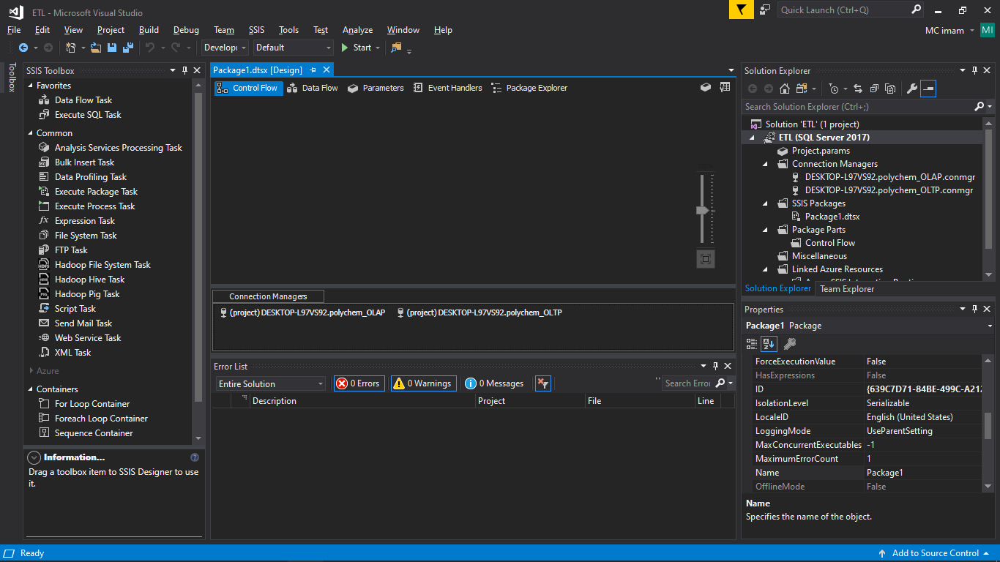 ETL - Microsoft Visual Studio
Quick Launch (Ctrl+Q)
File Edit View Project Build Debug Team SSIS Tools Test Analyze Window Help
MC imam MI
Default Start
Toolbox
SSIS Toolbox
Favorites
Data Flow Task
Execute SQL Task
Common
Analysis Services Processing Task
Bulk Insert Task
Data Profiling Task
Execute Package Task
Execute Process Task
Expression Task
File System Task
FTP Task
Hadoop File System Task
Hadoop Hive Task
Hadoop Pig Task
Script Task
Send Mail Task
Web Service Task
XML Task
Azure
Containers
For Loop Container
Foreach Loop Container
Sequence Container
Information...
Drag a toolbox item to SSIS Designer to use
it.
Package1.dtsx [Design]
Control Flow Data Flow Parameters Event Handlers Package Explorer
Connection Managers
(project) DESKTOP-L97VS92.polychem_OLAP (project) DESKTOP-L97VS92.polychem_OLTP
Error List
Entire Solution 0 Errors 0 Warnings 0 Messages Search Error
Description Project File Line
Solution Explorer
Search Solution Explorer (Ctrl+;)
Solution 'ETL' (1 project)
ETL (SQL Server 2017)
Project.params
Connection Managers
DESKTOP-L97VS92.polychem_OLAP.conmgr
DESKTOP-L97VS92.polychem_OLTP.conmgr
SSIS Packages
Package1.dtsx
Package Parts
Control Flow
Miscellaneous
Linked Azure Resources
Solution Explorer Team Explorer
Properties
Package1 Package
ForceExecutionValue False
HasExpressions False
ID {639C7D71-84BE-499C-A212
IsolationLevel Serializable
LocaleID English (United States)
LoggingMode UseParentSetting
MaxConcurrentExecutables -1
MaximumErrorCount 1
Name Package1
OfflineMode False
Name
Specifies the name of the object.
Ready
Add to Source Control